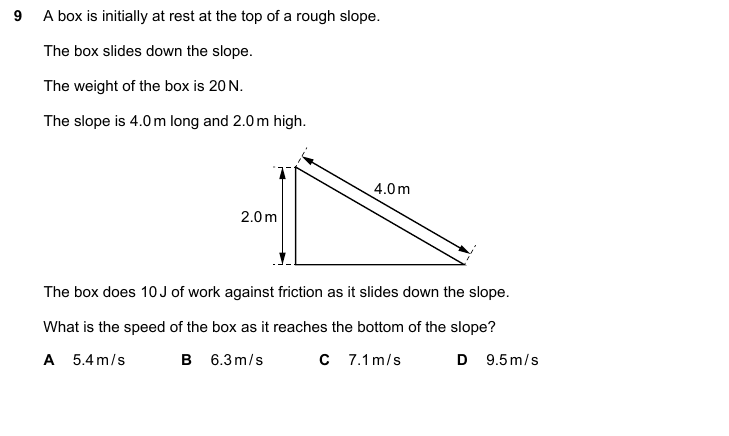 9 A box is initially at rest at the top of a rough slope.
The box slides down the slope.
The weight of the box is 20 N.
The slope is 4.0 m long and 2.0 m high.
4.0 m
2.0 m
The box does 10 J of work against friction as it slides down the slope.
What is the speed of the box as it reaches the bottom of the slope?
A 5.4 m / s B 6.3 m / s C 7.1 m / s D 9.5 m / s